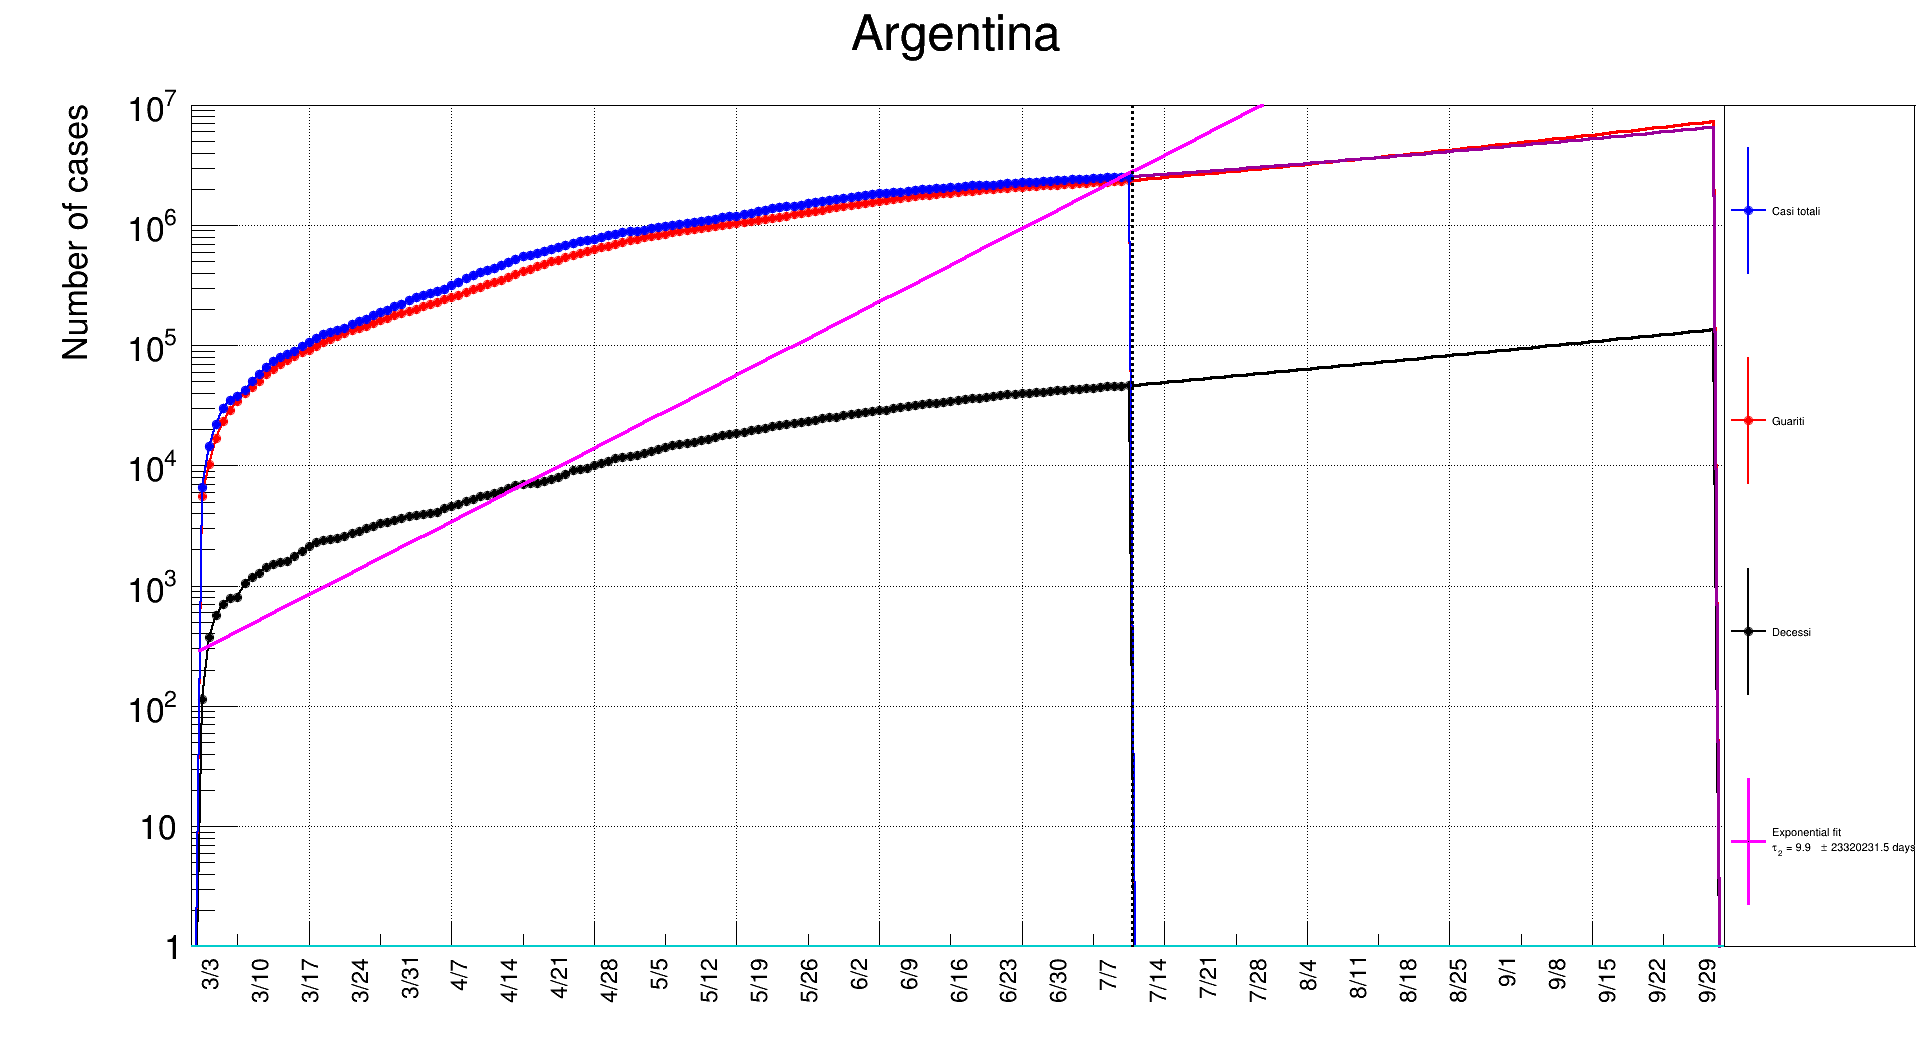 Argentina
Number of cases
10^7
10^6
10^5
10^4
10^3
10^2
10
1
3/3 3/10 3/17 3/24 3/31 4/7 4/14 4/21 4/28 5/5 5/12 5/19 5/26 6/2 6/9 6/16 6/23 6/30 7/7 7/14 7/21 7/28 8/4 8/11 8/18 8/25 9/1 9/8 9/15 9/22 9/29
Casi totali
Guariti
Decessi
Exponential fit
τ_2 = 9.9 ± 23320231.5 days